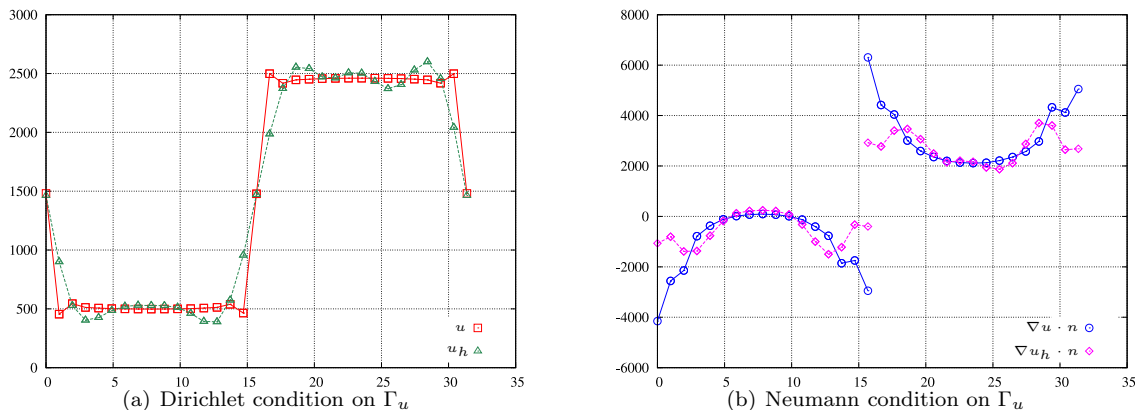 3000
2500
2000
1500
1000
500
0
0 5 10 15 20 25 30 35
u
u_h
(a) Dirichlet condition on Γ_u
8000
6000
4000
2000
0
-2000
-4000
-6000
0 5 10 15 20 25 30 35
∇u · n
∇u_h · n
(b) Neumann condition on Γ_u